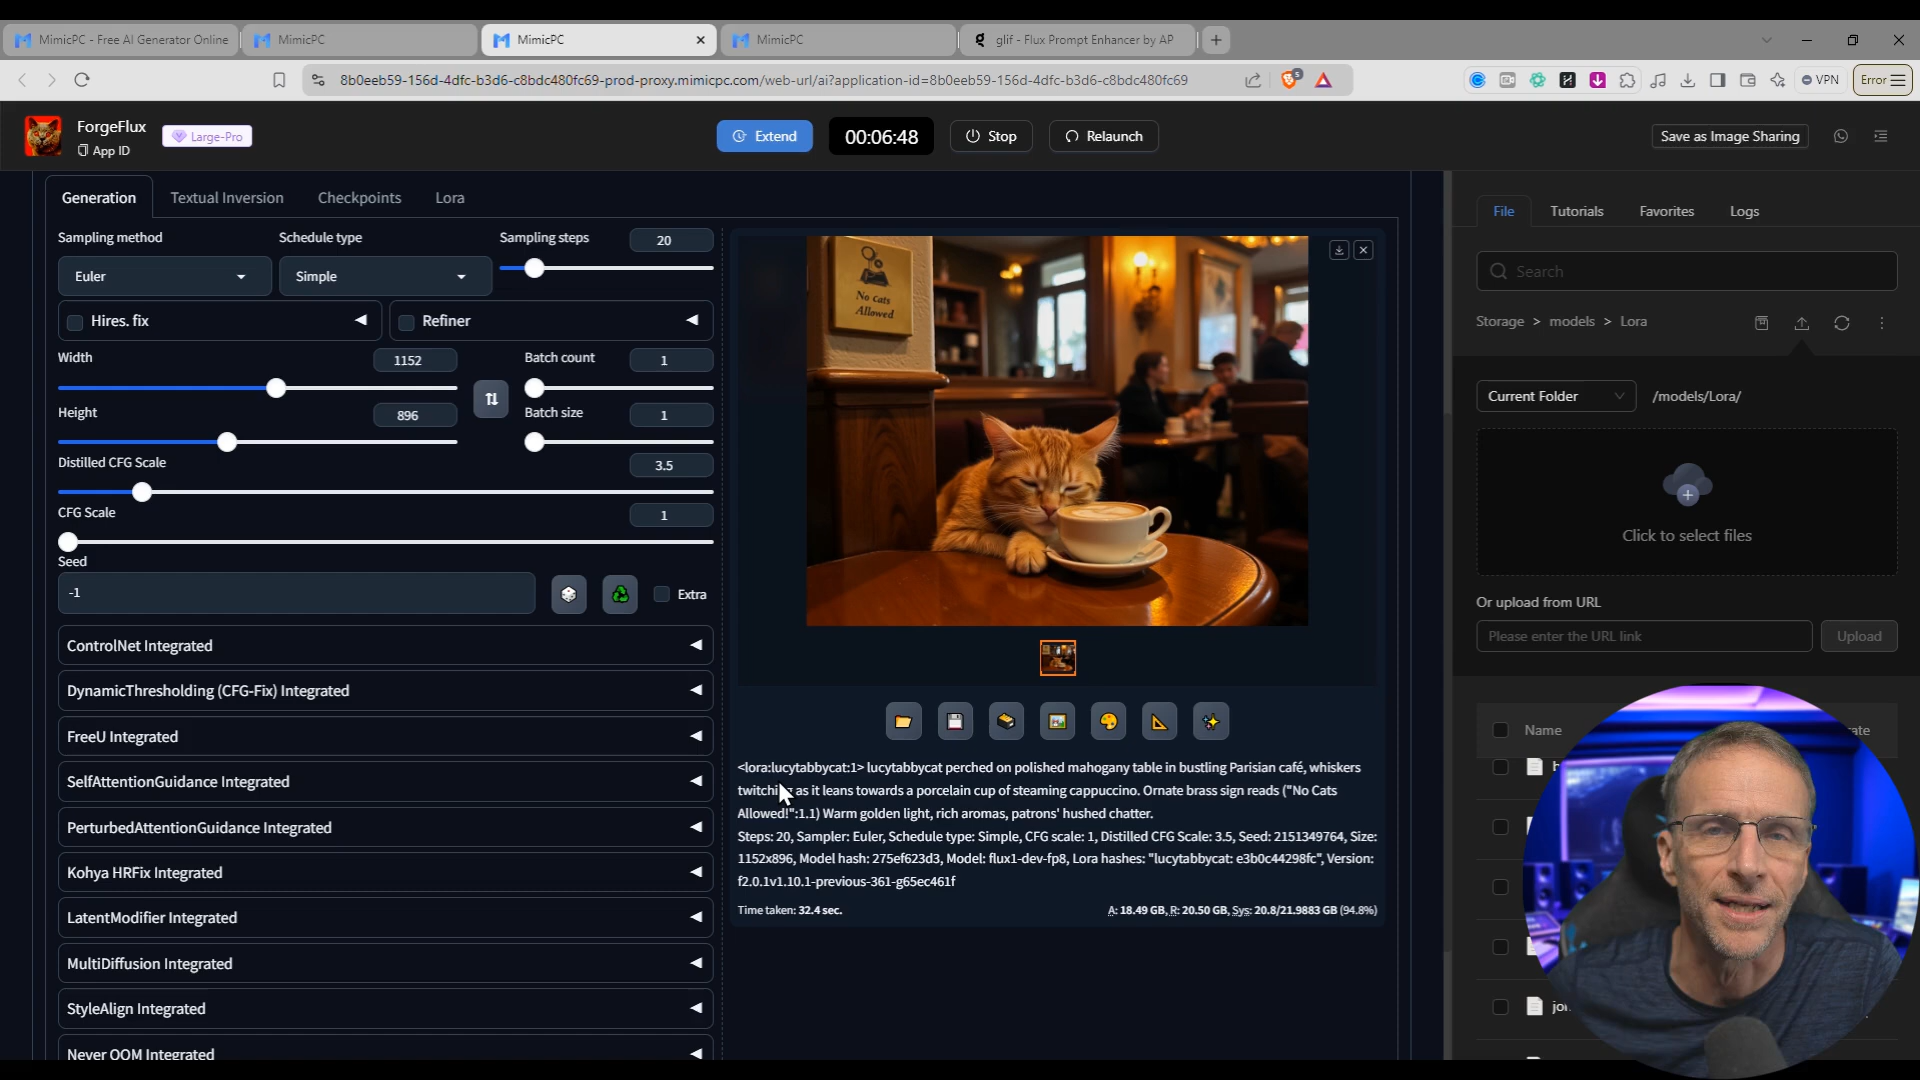 MimicPC - Free AI Generator Online
MimicPC
MimicPC
MimicPC
glif - Flux Prompt Enhancer by AP
8b0eeb59-156d-4dfc-b3d6-c8bdc480fc69-prod-proxy.mimicpc.com/web-url/ai?application-id=8b0eeb59-156d-4dfc-b3d6-c8bdc480fc69
VPN
Error
ForgeFlux
App ID
Large-Pro
Extend
00:06:48
Stop
Relaunch
Save as Image Sharing
Generation
Textual Inversion
Checkpoints
Lora
Sampling method
Schedule type
Sampling steps
20
Euler
Simple
Hires. fix
Refiner
Width
1152
Batch count
1
Height
896
Batch size
1
Distilled CFG Scale
3.5
CFG Scale
1
Seed
-1
Extra
ControlNet Integrated
DynamicThresholding (CFG-Fix) Integrated
FreeU Integrated
SelfAttentionGuidance Integrated
PerturbedAttentionGuidance Integrated
Kohya HRFix Integrated
LatentModifier Integrated
MultiDiffusion Integrated
StyleAlign Integrated
Never OOM Integrated
No cats
Allowed
<lora:lucytabbycat:1> lucytabbycat perched on polished mahogany table in bustling Parisian café, whiskers
twitching as it leans towards a porcelain cup of steaming cappuccino. Ornate brass sign reads ("No Cats
Allowed!":1.1) Warm golden light, rich aromas, patrons' hushed chatter.
Steps: 20, Sampler: Euler, Schedule type: Simple, CFG scale: 1, Distilled CFG Scale: 3.5, Seed: 2151349764, Size:
1152x896, Model hash: 275ef623d3, Model: flux1-dev-fp8, Lora hashes: "lucytabbycat: e3b0c44298fc", Version:
f2.0.1v1.10.1-previous-361-g65ec461f
Time taken: 32.4 sec.
A: 18.49 GB, R: 20.50 GB, Sys: 20.8/21.9883 GB (94.8%)
File
Tutorials
Favorites
Logs
Search
Storage > models > Lora
Current Folder
/models/Lora/
Click to select files
Or upload from URL
Please enter the URL link
Upload
Name